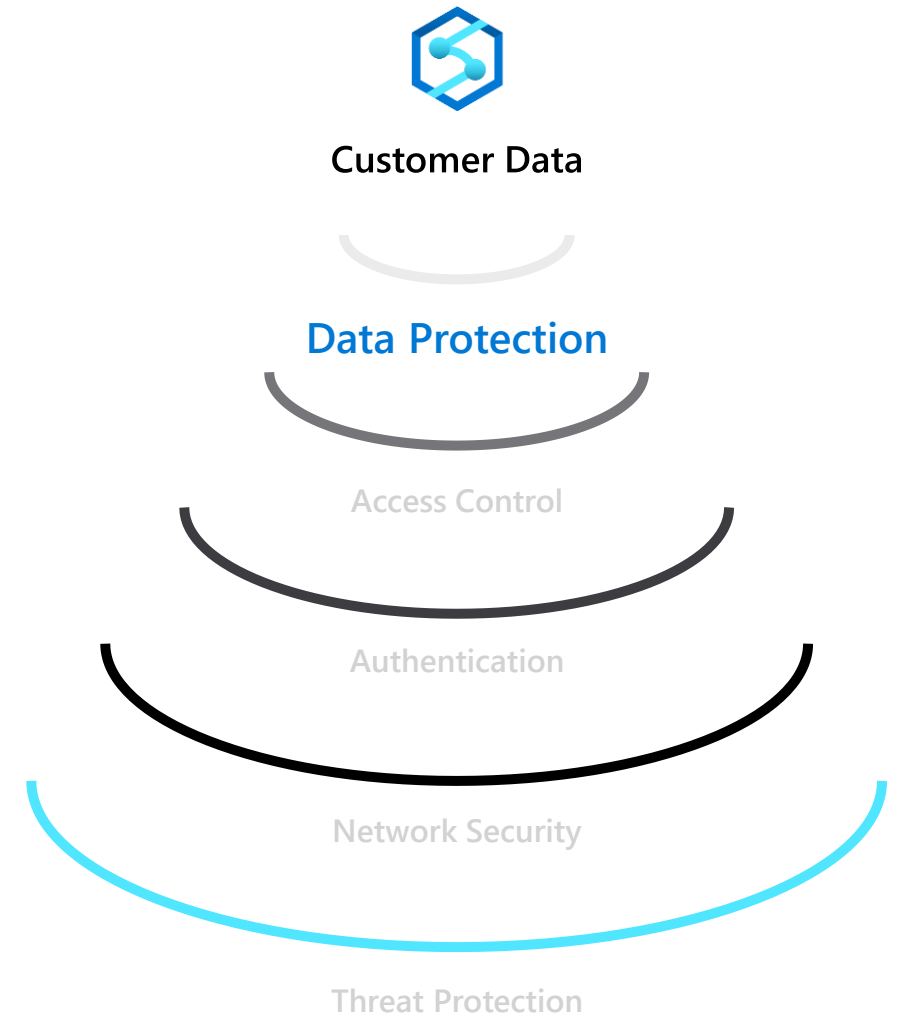 Customer Data
Data Protection
Access Control
Authentication
Network Security
Threat Protection